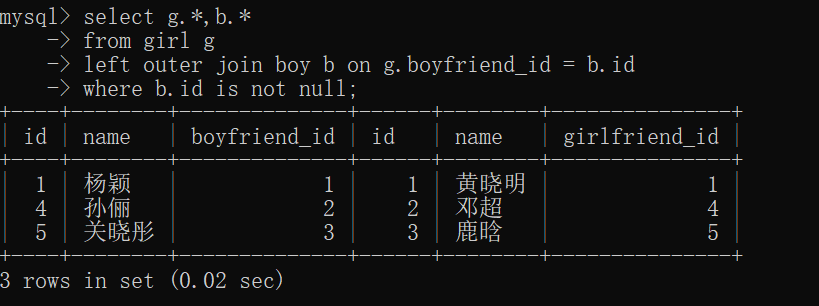 mysql> select g.*,b.*
-> from girl g
-> left outer join boy b on g.boyfriend_id = b.id
-> where b.id is not null;
+----+--------+--------------+------+--------+---------------+
| id | name | boyfriend_id | id | name | girlfriend_id |
+----+--------+--------------+------+--------+---------------+
| 1 | 杨颖 | 1 | 1 | 黄晓明 | 1 |
| 4 | 孙俪 | 2 | 2 | 邓超 | 4 |
| 5 | 关晓彤 | 3 | 3 | 鹿晗 | 5 |
+----+--------+--------------+------+--------+---------------+
3 rows in set (0.02 sec)